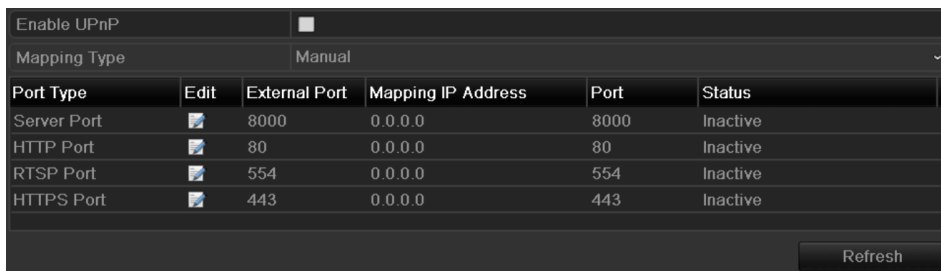 Enable UPnP
Mapping Type Manual
Port Type Edit External Port Mapping IP Address Port Status
Server Port 8000 0.0.0.0 8000 Inactive
HTTP Port 80 0.0.0.0 80 Inactive
RTSP Port 554 0.0.0.0 554 Inactive
HTTPS Port 443 0.0.0.0 443 Inactive
Refresh